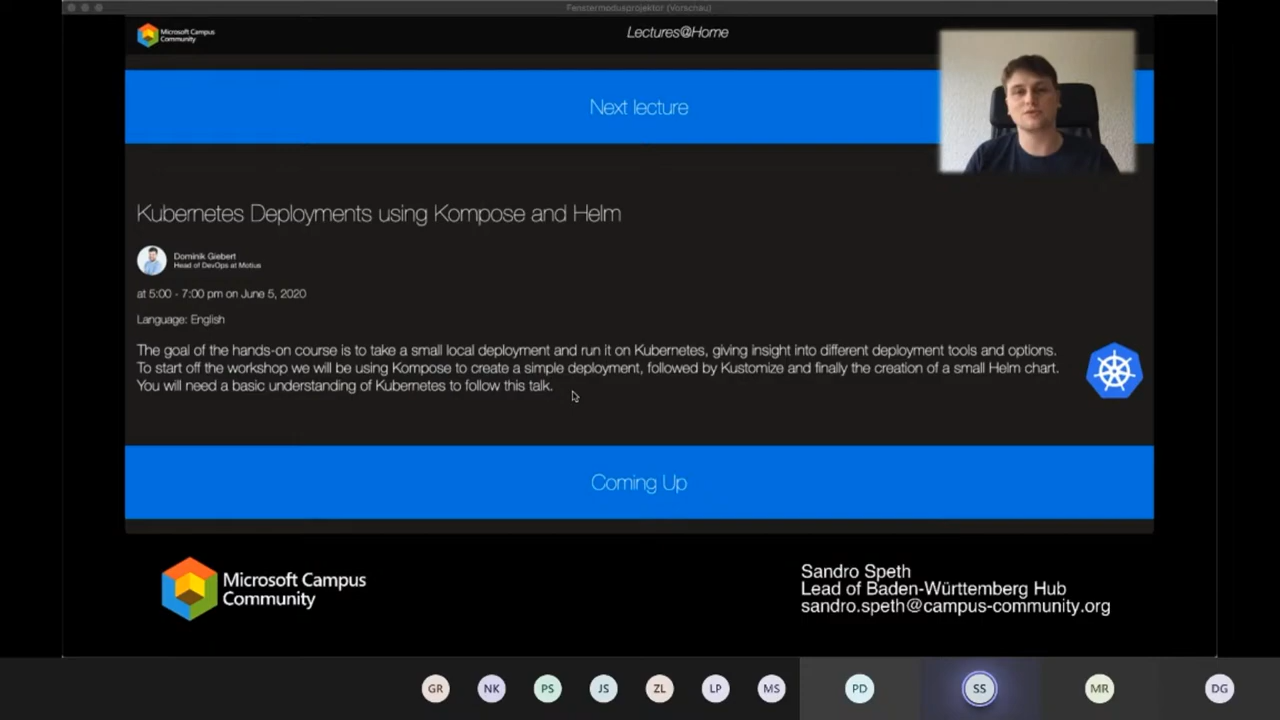 Fenstermodusprojektor (Vorschau)
Microsoft Campus
Community
Lectures@Home
Next lecture
Kubernetes Deployments using Kompose and Helm
Dominik Giebert
Head of DevOps at Motius
at 5:00 - 7:00 pm on June 5, 2020
Language: English
The goal of the hands-on course is to take a small local deployment and run it on Kubernetes, giving insight into different deployment tools and options.
To start off the workshop we will be using Kompose to create a simple deployment, followed by Kustomize and finally the creation of a small Helm chart.
You will need a basic understanding of Kubernetes to follow this talk.
Coming Up
Microsoft Campus
Community
Sandro Speth
Lead of Baden-Württemberg Hub
sandro.speth@campus-community.org
GR NK PS JS ZL LP MS PD SS MR DG